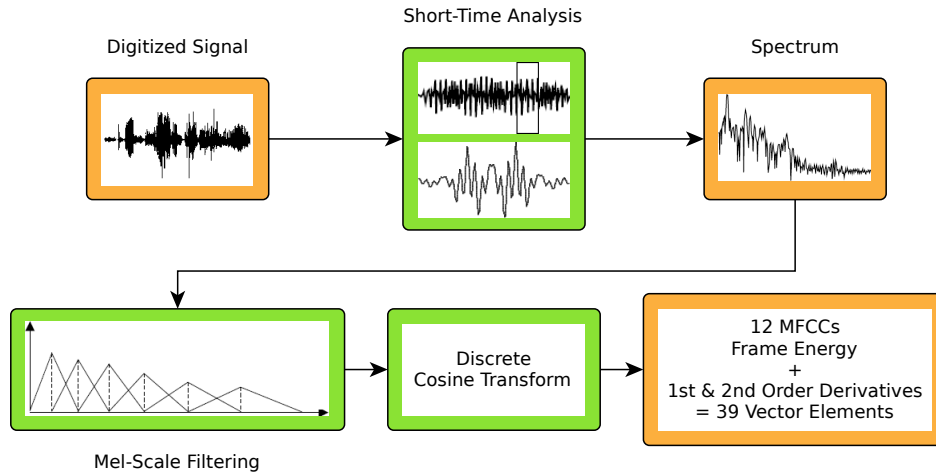 Short-Time Analysis
Digitized Signal
Spectrum
Mel-Scale Filtering
Discrete
Cosine Transform
12 MFCCs
Frame Energy
+
1st & 2nd Order Derivatives
= 39 Vector Elements